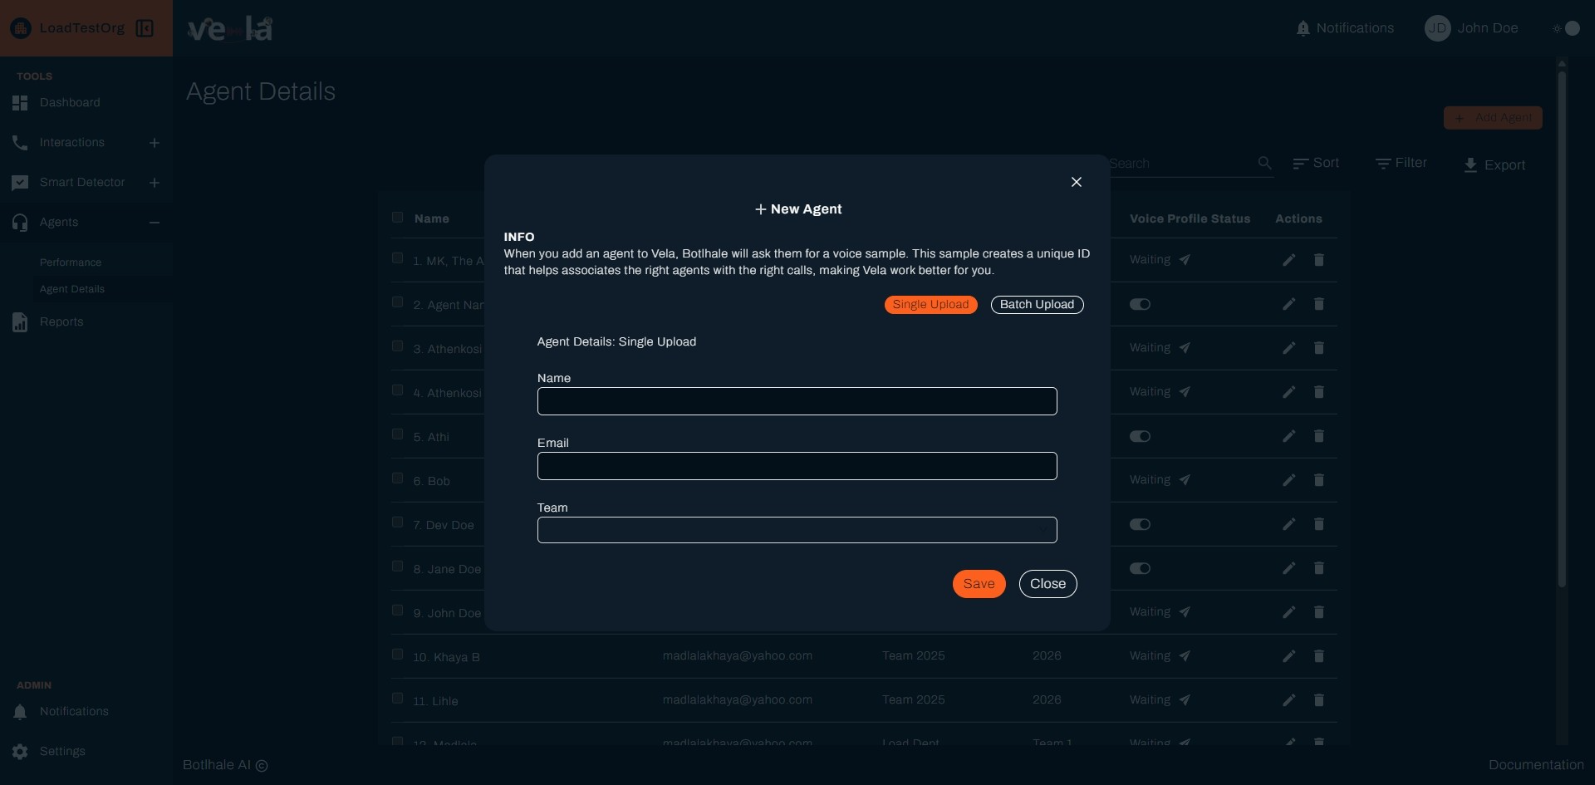 LoadTestOrg
vela
Notifications
JD
John Doe
TOOLS
Dashboard
Interactions
Smart Detector
Agents
Performance
Agent Details
Reports
ADMIN
Notifications
Settings
Agent Details
+ Add Agent
Search
Sort
Filter
Export
Name
Voice Profile Status
Actions
1. MK, The A
Waiting
2. Agent Nar
3. Athenkosi
Waiting
4. Athenkosi
Waiting
5. Athi
6. Bob
Waiting
7. Dev Doe
8. Jane Doe
9. John Doe
Waiting
10. Khaya B
madlalakhaya@yahoo.com
Team 2025
2026
Waiting
11. Lihle
madlalakhaya@yahoo.com
Team 2025
2026
Waiting
12. Madlala
madlalakhaya@yahoo.com
Load Dept
Team 1
Waiting
+ New Agent
INFO
When you add an agent to Vela, Botlhale will ask them for a voice sample. This sample creates a unique ID
that helps associates the right agents with the right calls, making Vela work better for you.
Single Upload
Batch Upload
Agent Details: Single Upload
Name
Email
Team
Save
Close
Botlhale AI ©
Documentation